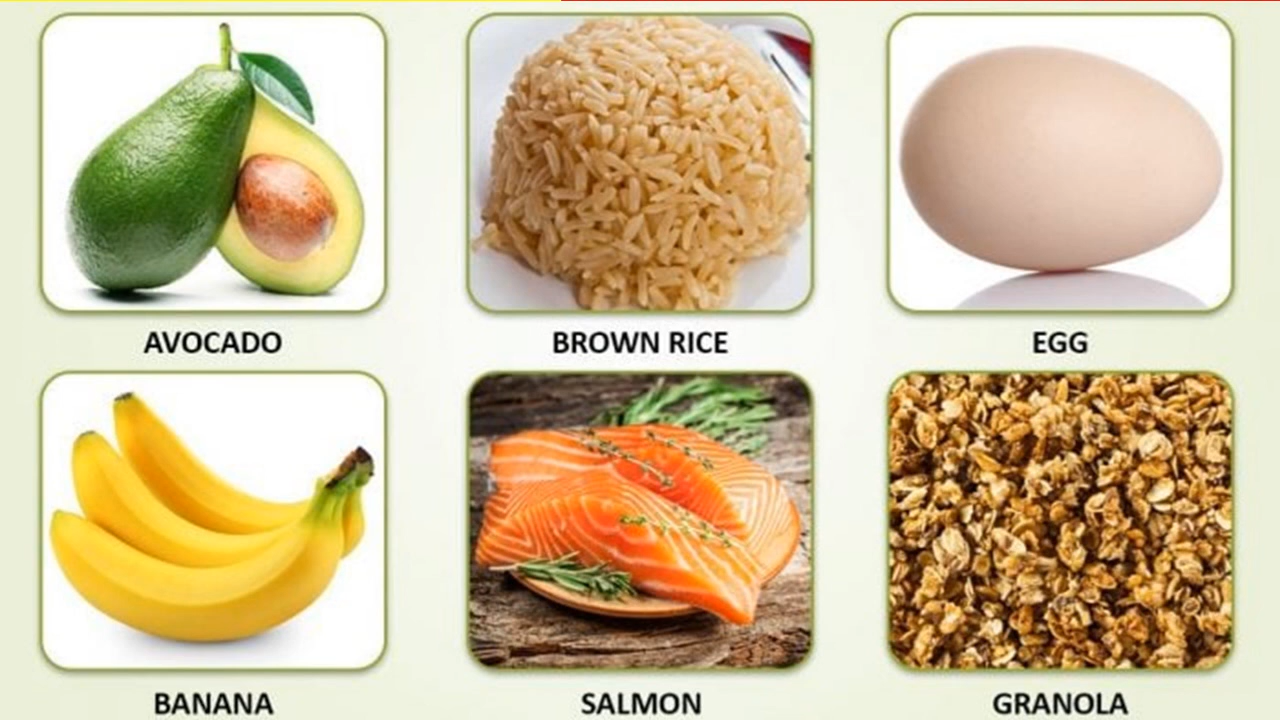 AVOCADO
BROWN RICE
EGG
BANANA
SALMON
GRANOLA